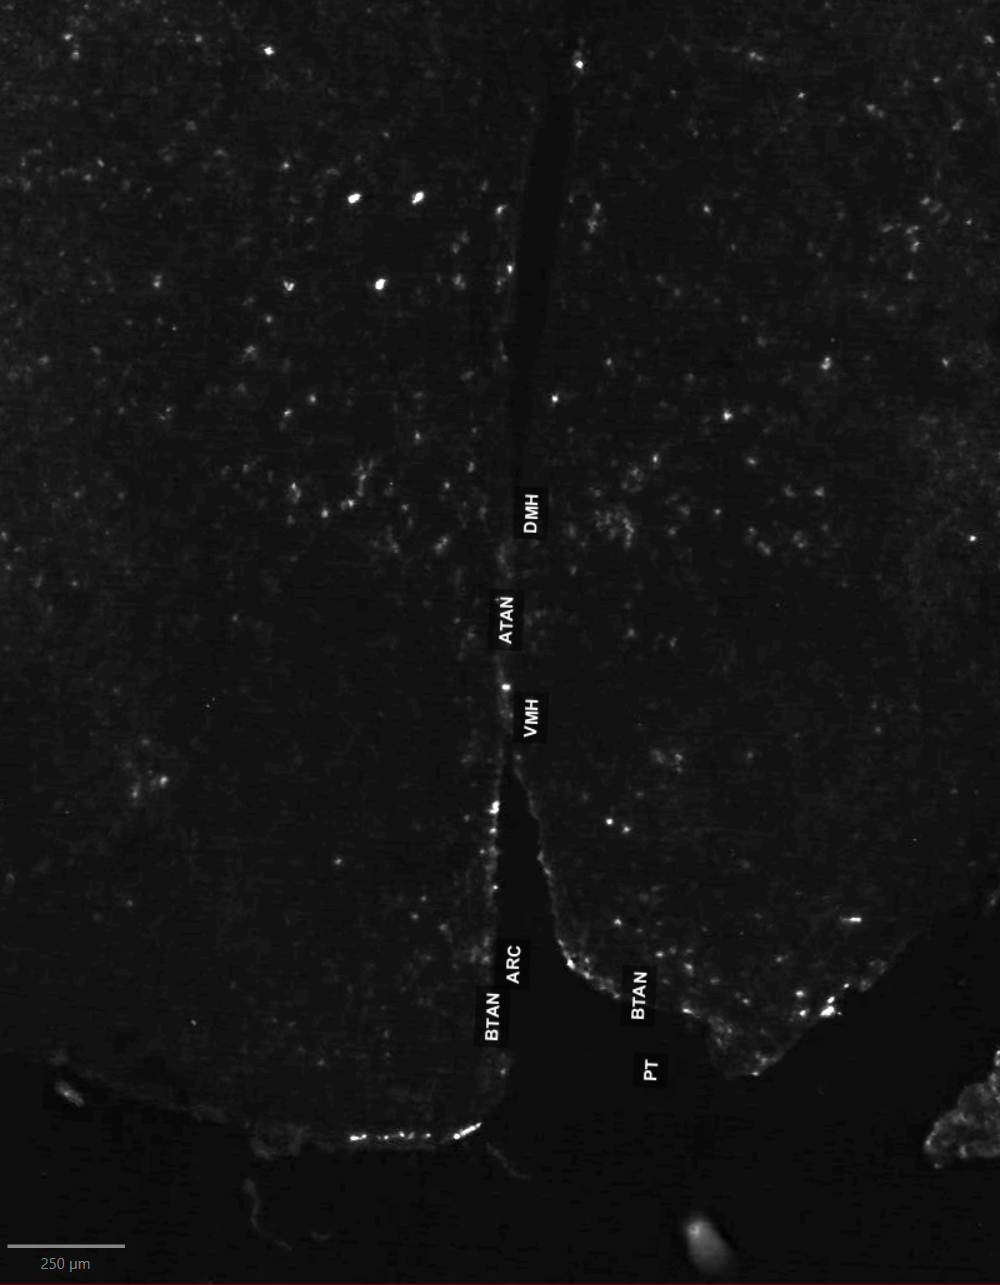 DMH
ATAN
VMH
ARC
BTAN
BTAN
PT
250 µm